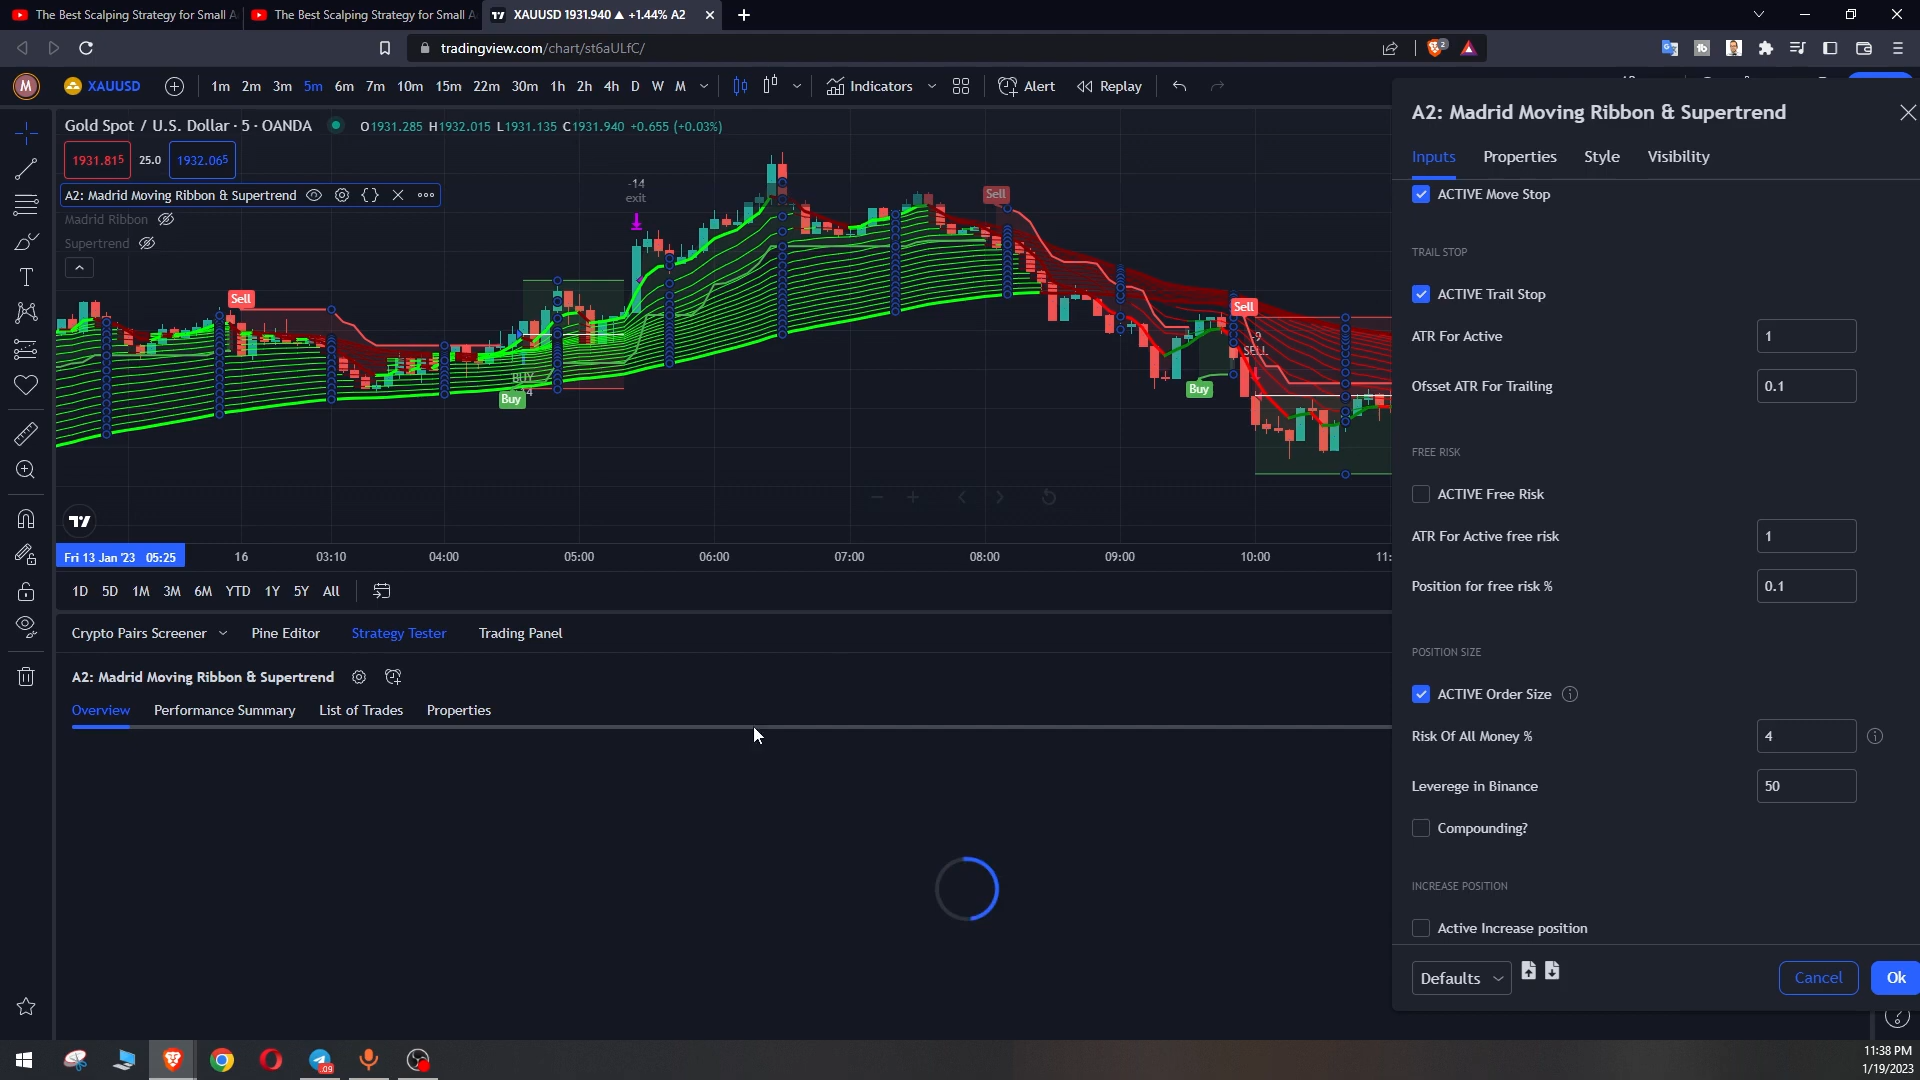 The Best Scalping Strategy for Small A
The Best Scalping Strategy for Small A
XAUUSD 1931.940 ▲ +1.44% A2
tradingview.com/chart/st6aULfC/
2
M
XAUUSD
1m 2m 3m 5m 6m 7m 10m 15m 22m 30m 1h 2h 4h D W M
Indicators
Alert
Replay
Gold Spot / U.S. Dollar · 5 · OANDA
O1931.285 H1932.015 L1931.135 C1931.940 +0.655 (+0.03%)
1931.815 25.0 1932.065
A2: Madrid Moving Ribbon & Supertrend
Madrid Ribbon
Supertrend
-14
exit
Sell
Sell
Sell
-9
SELL
BUY
14
Buy
Buy
Fri 13 Jan '23 05:25
16 03:10 04:00 05:00 06:00 07:00 08:00 09:00 10:00 11:
1D 5D 1M 3M 6M YTD 1Y 5Y All
Crypto Pairs Screener Pine Editor Strategy Tester Trading Panel
A2: Madrid Moving Ribbon & Supertrend
Overview Performance Summary List of Trades Properties
A2: Madrid Moving Ribbon & Supertrend
Inputs Properties Style Visibility
ACTIVE Move Stop
TRAIL STOP
ACTIVE Trail Stop
ATR For Active 1
Ofsset ATR For Trailing 0.1
FREE RISK
ACTIVE Free Risk
ATR For Active free risk 1
Position for free risk % 0.1
POSITION SIZE
ACTIVE Order Size
Risk Of All Money % 4
Leverege in Binance 50
Compounding?
INCREASE POSITION
Active Increase position
Defaults Cancel Ok
11:38 PM
1/19/2023